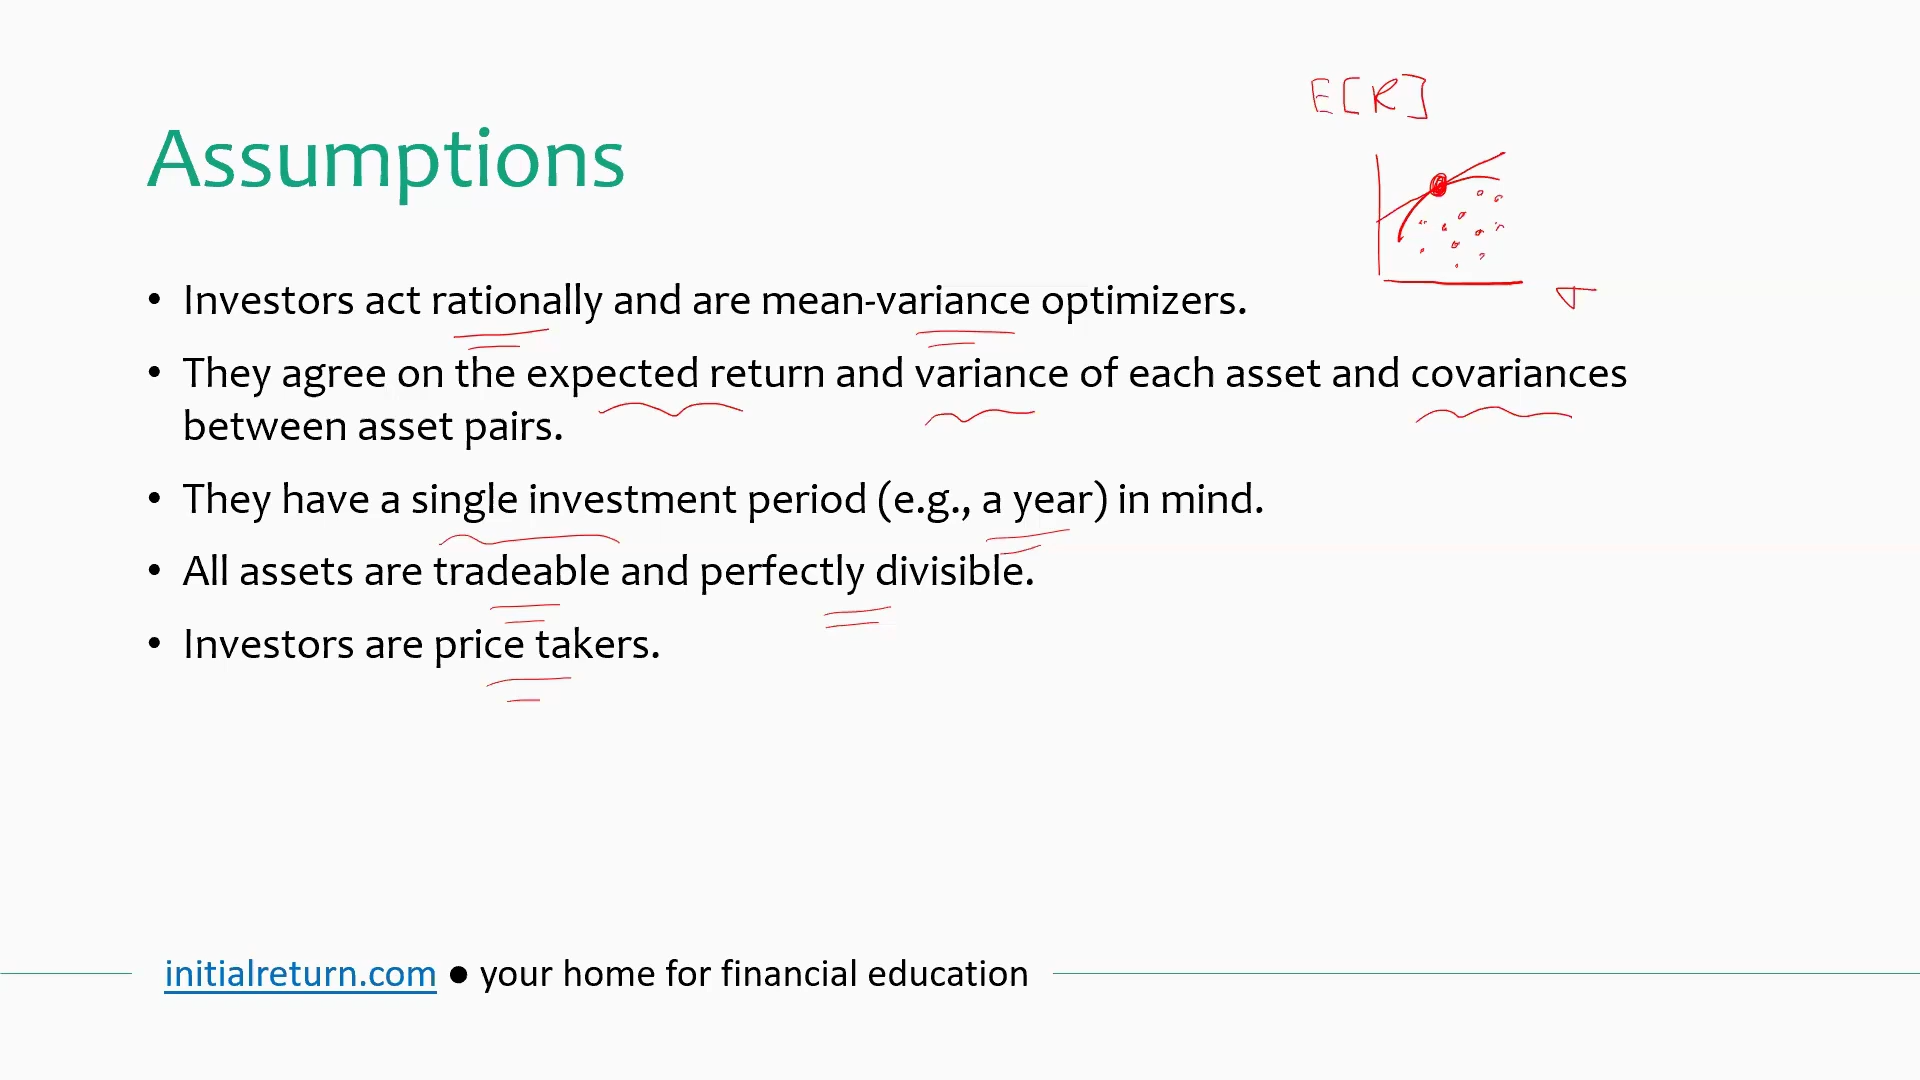 E[R]
Assumptions
σ
• Investors act rationally and are mean-variance optimizers.
• They agree on the expected return and variance of each asset and covariances
between asset pairs.
• They have a single investment period (e.g., a year) in mind.
• All assets are tradeable and perfectly divisible.
• Investors are price takers.
initialreturn.com ● your home for financial education